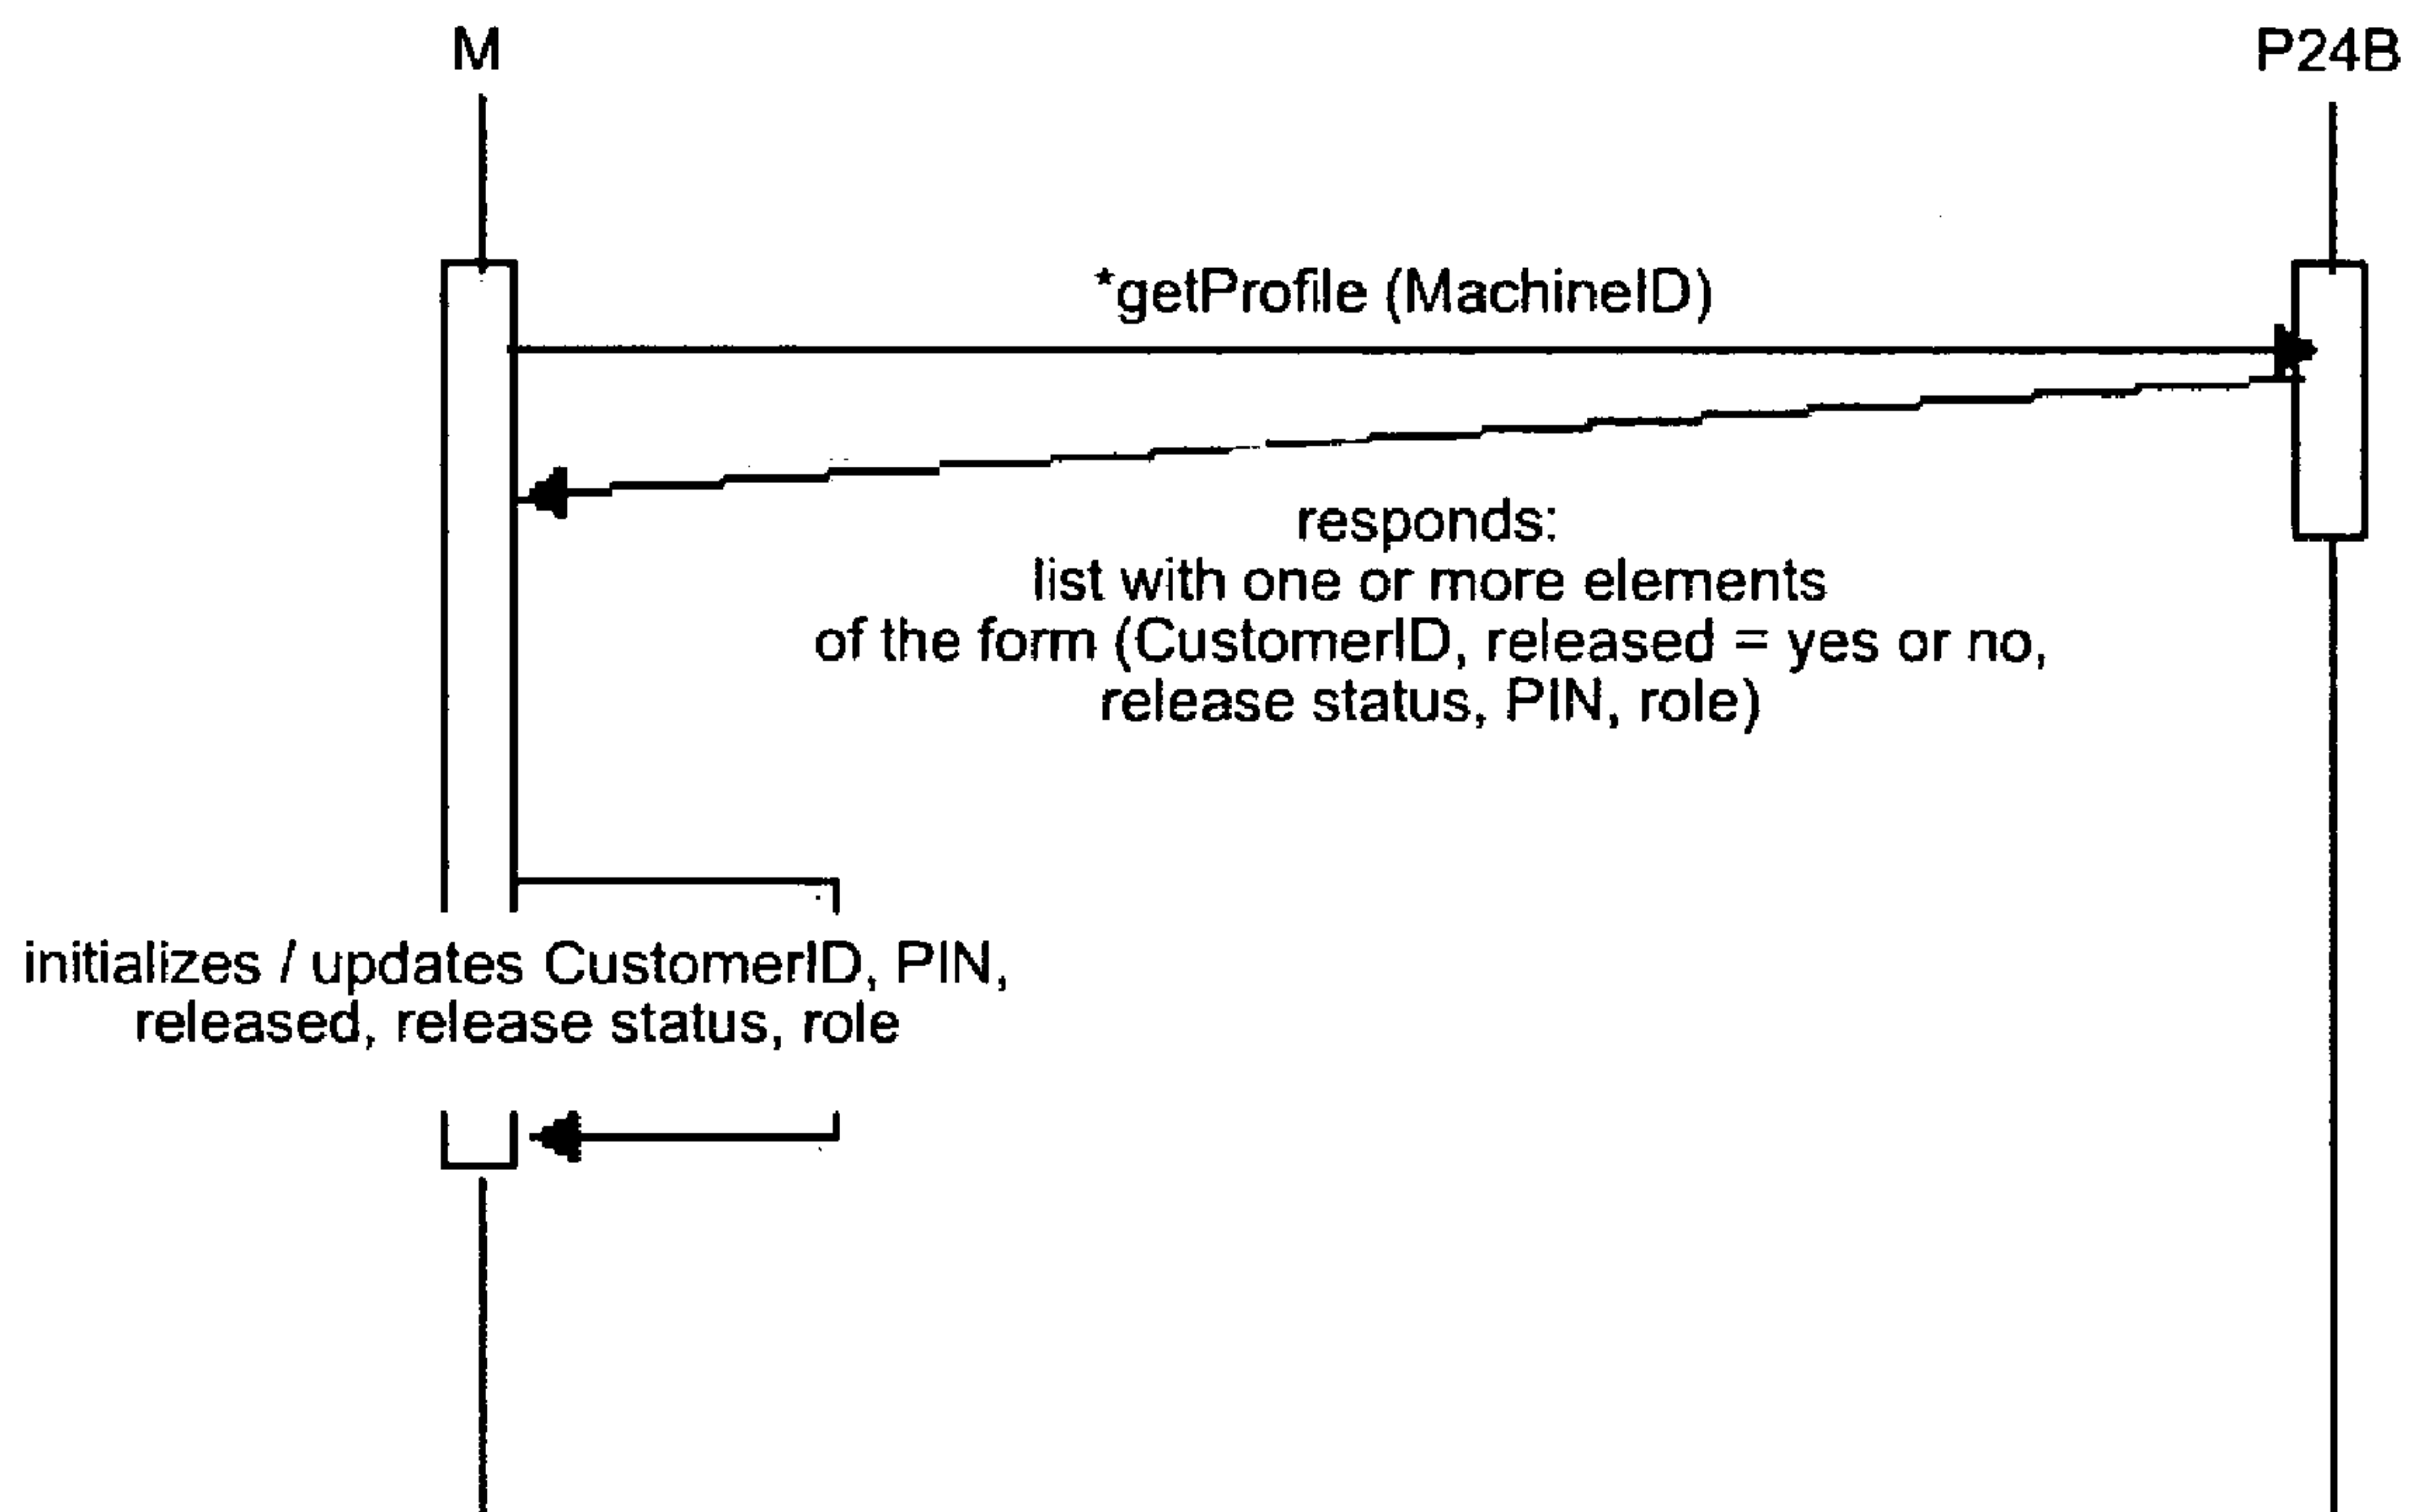 M
P24B
*getProfile (MachineID)
responds:
list with one or more elements
of the form (CustomerID, released = yes or no,
release status, PIN, role)
initializes / updates CustomerID, PIN,
released, release status, role